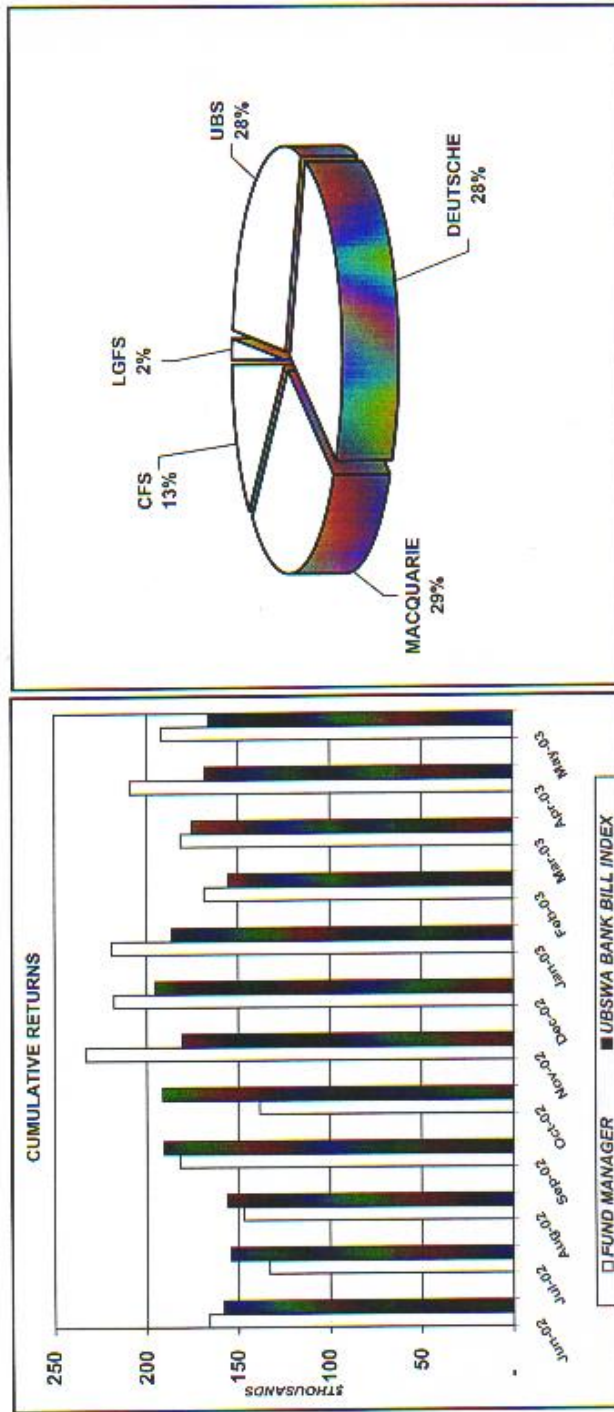 CUMULATIVE RETURNS
250
200
150
100
50
-
$THOUSANDS
Jun-02
Jul-02
Aug-02
Sep-02
Oct-02
Nov-02
Dec-02
Jan-03
Feb-03
Mar-03
Apr-03
May-03
FUND MANAGER
UBSWA BANK BILL INDEX
LGFS
2%
UBS
28%
CFS
13%
MACQUARIE
29%
DEUTSCHE
28%